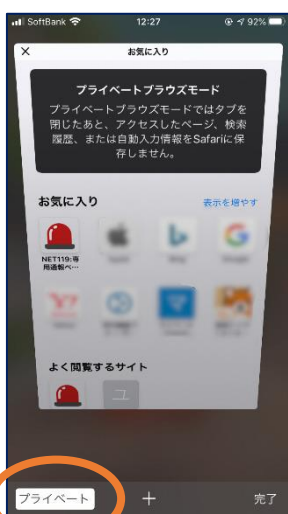 SoftBank 12:27 92%
お気に入り
プライベートブラウズモード
プライベートブラウズモードではタブを
閉じたあと、アクセスしたページ、検索
履歴、または自動入力情報をSafariに保
存しません。
お気に入り 表示を増やす
NET119:専
用通報ペ…
よく閲覧するサイト
ユ
プライベート 完了